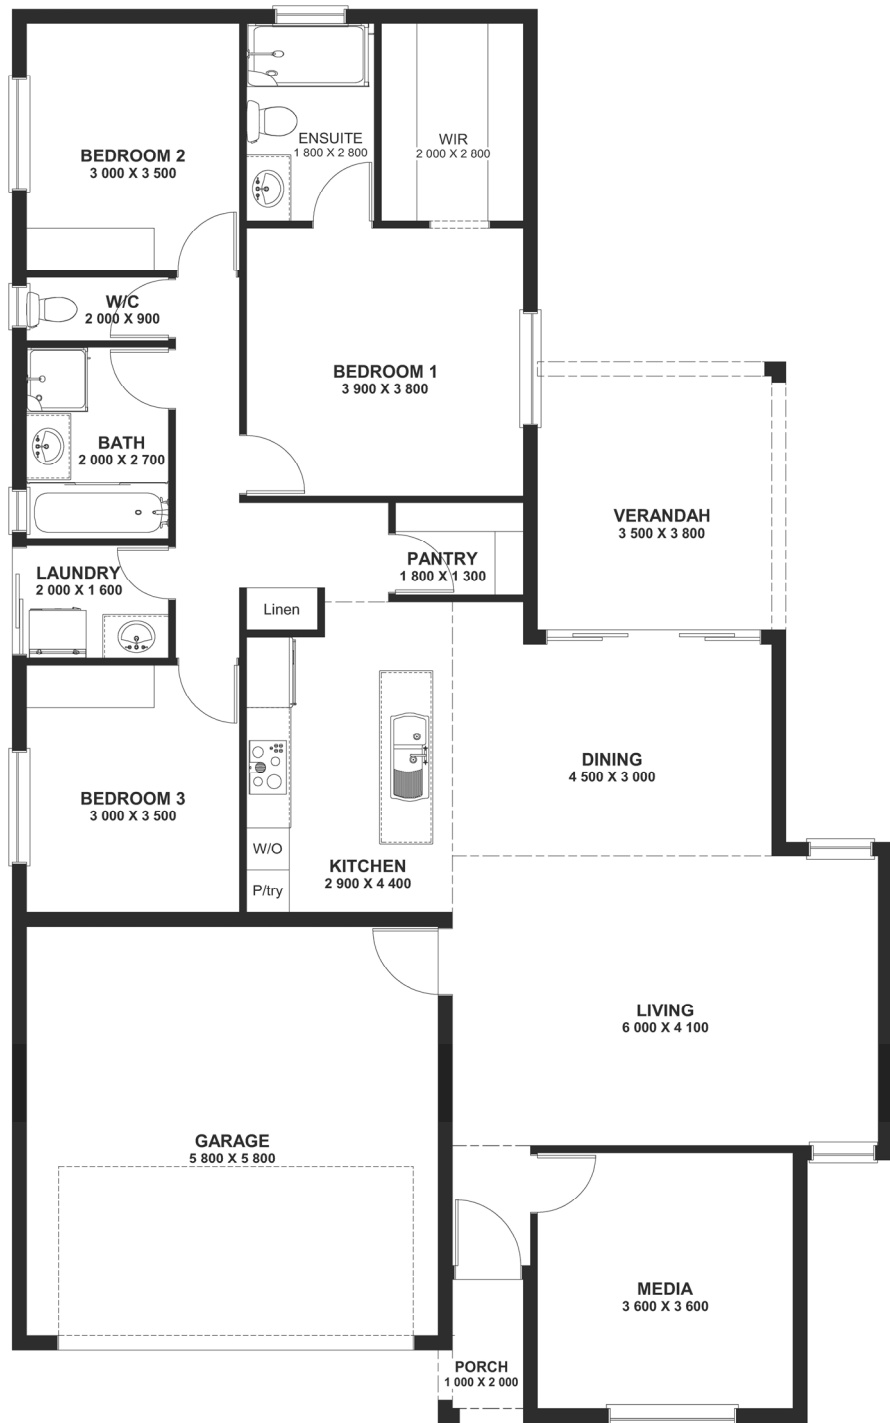 ENSUITE
1 800 X 2 800
WIR
2 000 X 2 800
BEDROOM 2
3 000 X 3 500
W/C
2 000 X 900
BEDROOM 1
3 900 X 3 800
BATH
2 000 X 2 700
VERANDAH
3 500 X 3 800
PANTRY
1 800 X 1 300
LAUNDRY
2 000 X 1 600
Linen
DINING
4 500 X 3 000
BEDROOM 3
3 000 X 3 500
W/O
KITCHEN
2 900 X 4 400
P/try
LIVING
6 000 X 4 100
GARAGE
5 800 X 5 800
MEDIA
3 600 X 3 600
PORCH
1 000 X 2 000